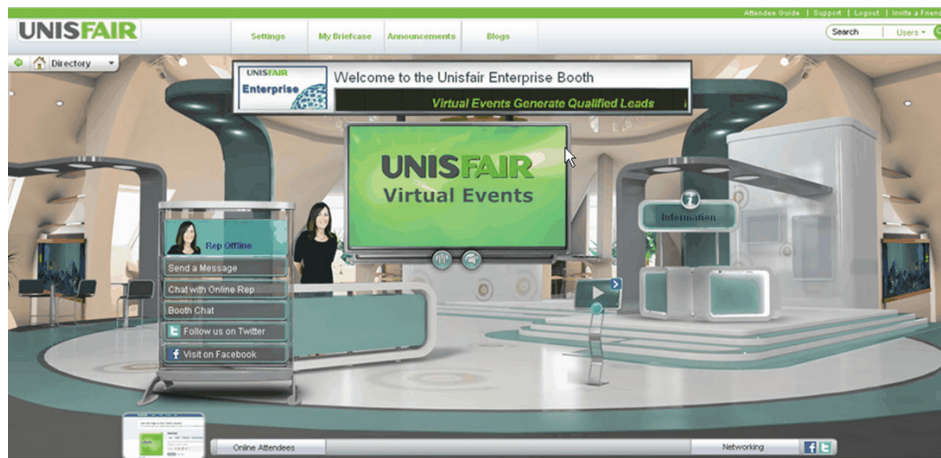 Attendee Guide | Support | Logout | Invite a Friend
UNISFAIR
Settings
My Briefcase
Announcements
Blogs
Search
Users
Directory
UNISFAIR
Enterprise
Welcome to the Unisfair Enterprise Booth
Virtual Events Generate Qualified Leads
UNISFAIR
Virtual Events
i
Information
Rep Offline
Send a Message
Chat with Online Rep
Booth Chat
Follow us on Twitter
Visit on Facebook
Online Attendees
Networking